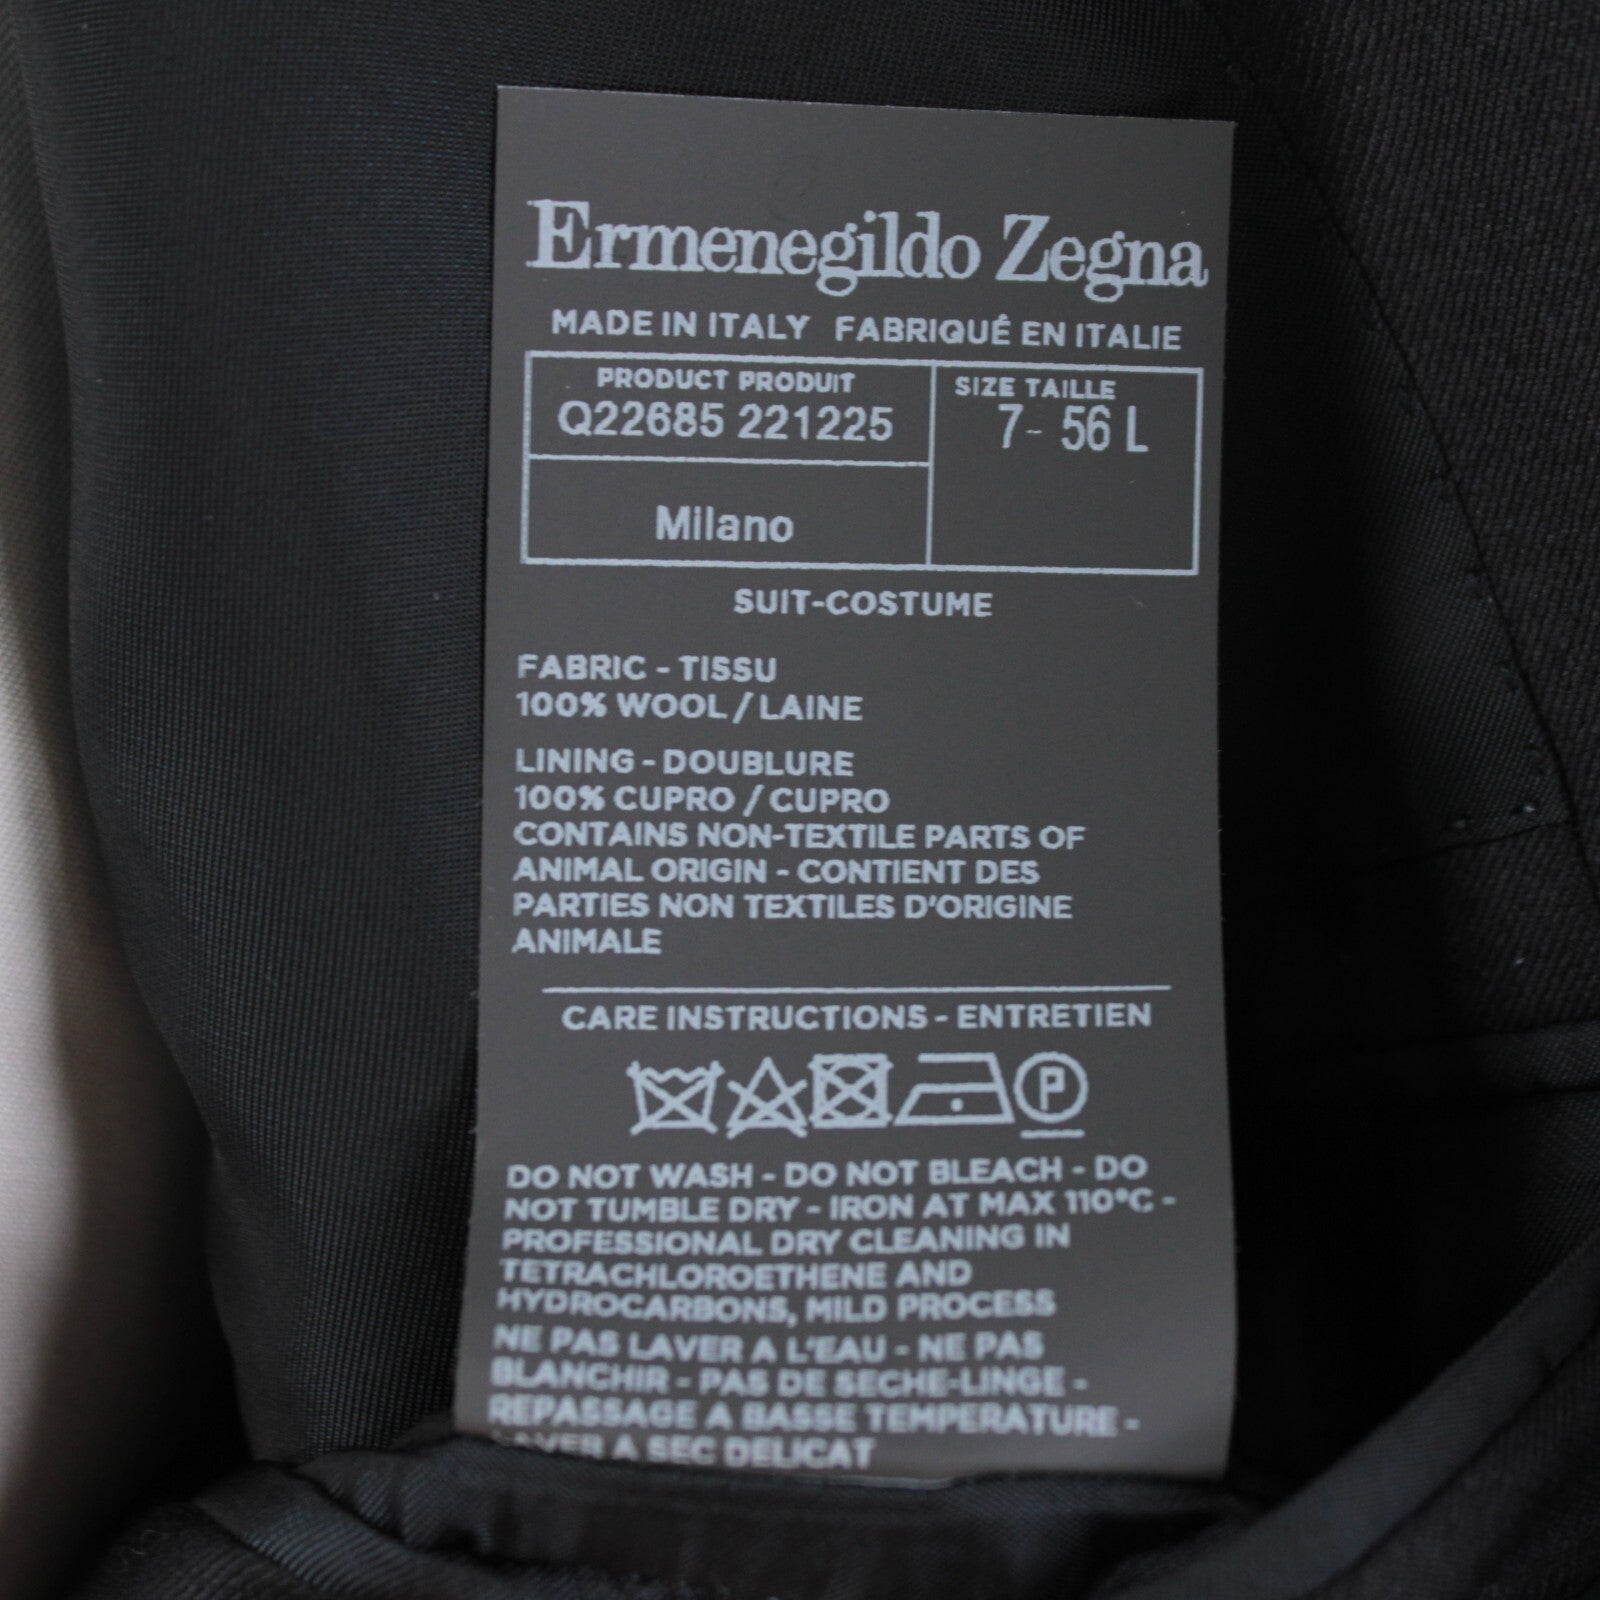 Ermenegildo Zegna
MADE IN ITALY FABRIQUÉ EN ITALIE
PRODUCT PRODUIT
Q22685 221225
SIZE TAILLE
7- 56 L
Milano
SUIT-COSTUME
FABRIC - TISSU
100% WOOL / LAINE
LINING - DOUBLURE
100% CUPRO / CUPRO
CONTAINS NON-TEXTILE PARTS OF
ANIMAL ORIGIN - CONTIENT DES
PARTIES NON TEXTILES D'ORIGINE
ANIMALE
CARE INSTRUCTIONS - ENTRETIEN
P
DO NOT WASH - DO NOT BLEACH - DO
NOT TUMBLE DRY - IRON AT MAX 110°C -
PROFESSIONAL DRY CLEANING IN
TETRACHLOROETHENE AND
HYDROCARBONS, MILD PROCESS
NE PAS LAVER A L'EAU - NE PAS
BLANCHIR - PAS DE SECHE-LINGE -
REPASSAGE A BASSE TEMPERATURE -
LAVER A SEC DELICAT